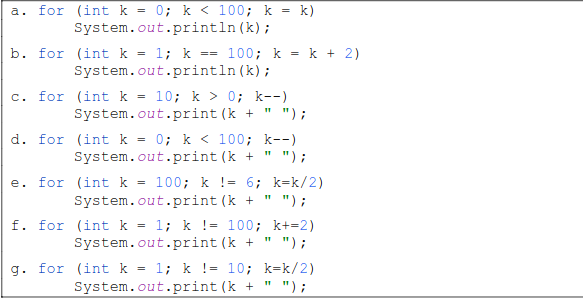 a. for (int k = 0; k < 100; k = k)
System.out.println(k);
b. for (int k = 1; k == 100; k = k + 2)
System.out.println(k);
c. for (int k = 10; k > 0; k--)
System.out.print(k + " ");
d. for (int k = 0; k < 100; k--)
System.out.print(k + " ");
e. for (int k = 100; k != 6; k=k/2)
System.out.print(k + " ");
f. for (int k = 1; k != 100; k+=2)
System.out.print(k + " ");
g. for (int k = 1; k != 10; k=k/2)
System.out.print(k + " ");